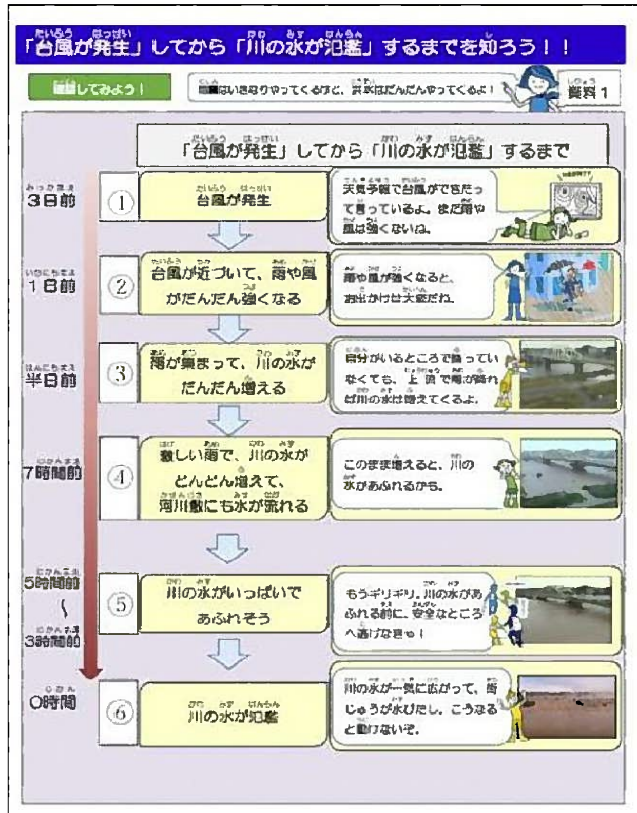 「台風が発生」してから「川の水が氾濫」するまでを知ろう！！
確認してみよう！
地震はいきなりやってくるけど、洪水はだんだんやってくるよ！
資料1
「台風が発生」してから「川の水が氾濫」するまで
3日前
①
台風が発生
天気予報で台風ができたっ
て言っているよ。まだ雨や
風は強くないね。
1日前
②
台風が近づいて、雨や風
がだんだん強くなる
雨や風が強くなると、
お出かけは大変だね。
半日前
③
雨が集まって、川の水が
だんだん増える
自分がいるところで降ってい
なくても、上流で雨が降れ
ば川の水は増えてくるよ。
7時間前
④
激しい雨で、川の水が
どんどん増えて、
河川敷にも水が流れる
このまま増えると、川の
水があふれるかも。
5時間前
～
3時間前
⑤
川の水がいっぱいで
あふれそう
もうギリギリ。川の水があ
ふれる前に、安全なところ
へ逃げなきゃ！
0時間
⑥
川の水が氾濫
川の水が一気に広がって、街
じゅうが水びたし。こうなる
と動けないぞ。
1